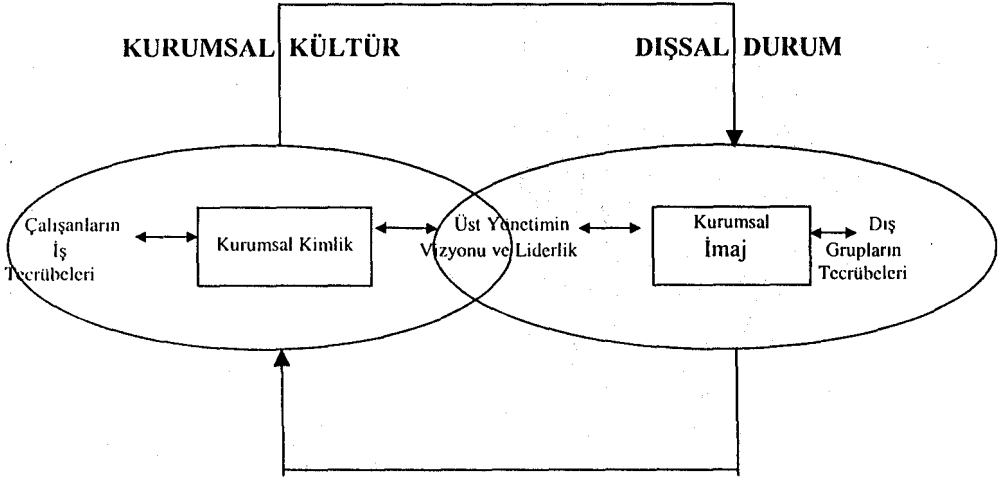 KURUMSAL KÜLTÜR
DIŞSAL DURUM
Çalışanların
İş
Tecrübeleri
Kurumsal Kimlik
Üst Yönetimin
Vizyonu ve Liderlik
Kurumsal
İmaj
Dış
Grupların
Tecrübeleri